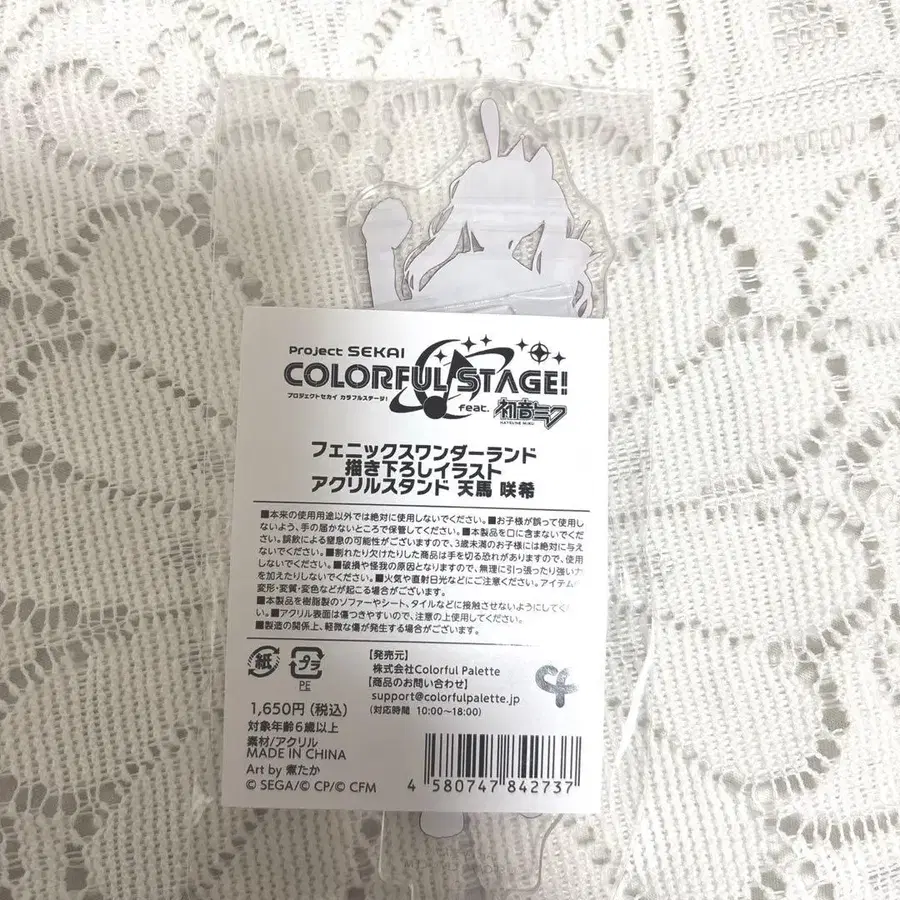 Project SEKAI
COLORFUL STAGE!
プロジェクトセカイ カラフルステージ!
feat. 初音ミク
HATSUNE MIKU
フェニックスワンダーランド
描き下ろしイラスト
アクリルスタンド 天馬 咲希
■本来の使用用途以外では絶対に使用しないでください。■お子様が誤って使用し
ないよう、手の届かないところで保管してください。■本製品を口に含まないでくだ
さい。誤飲による窒息の可能性がございますので、3歳未満のお子様には絶対に与え
ないでください。■割れたり欠けたりした商品は手を切る恐れがありますので、使用
しないでください。■破損や怪我の原因となりますので、無理に引っ張ったり強い力
を加えたりしないでください。■火気や直射日光などにご注意ください。アイテムの
変形・変質・変色などが起こる場合がございます。
■本製品を樹脂製のソファーやシート、タイルなどに接触させないようにしてくださ
い。■アクリル表面は傷つきやすいので、注意の上使用してください。
■製造の関係上、軽微な傷が発生する場合がございます。
紙
プラ
PE
【発売元】
株式会社Colorful Palette
【商品のお問い合わせ】
support@colorfulpalette.jp
(対応時間 10:00～18:00)
1,650円(税込)
対象年齢6歳以上
素材/アクリル
MADE IN CHINA
Art by 煮たか
© SEGA/© CP/© CFM
4 580747 842737